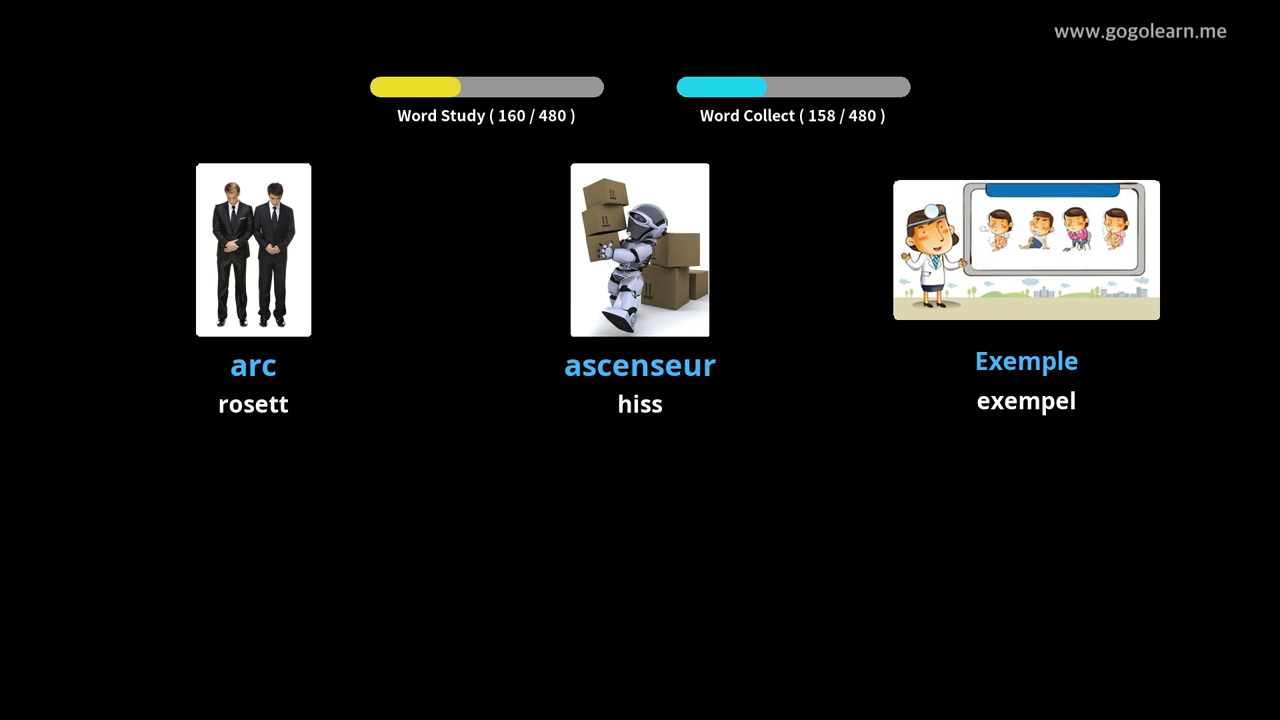 www.gogolearn.me
Word Study ( 160 / 480 )
Word Collect ( 158 / 480 )
arc
rosett
ascenseur
hiss
Exemple
exempel